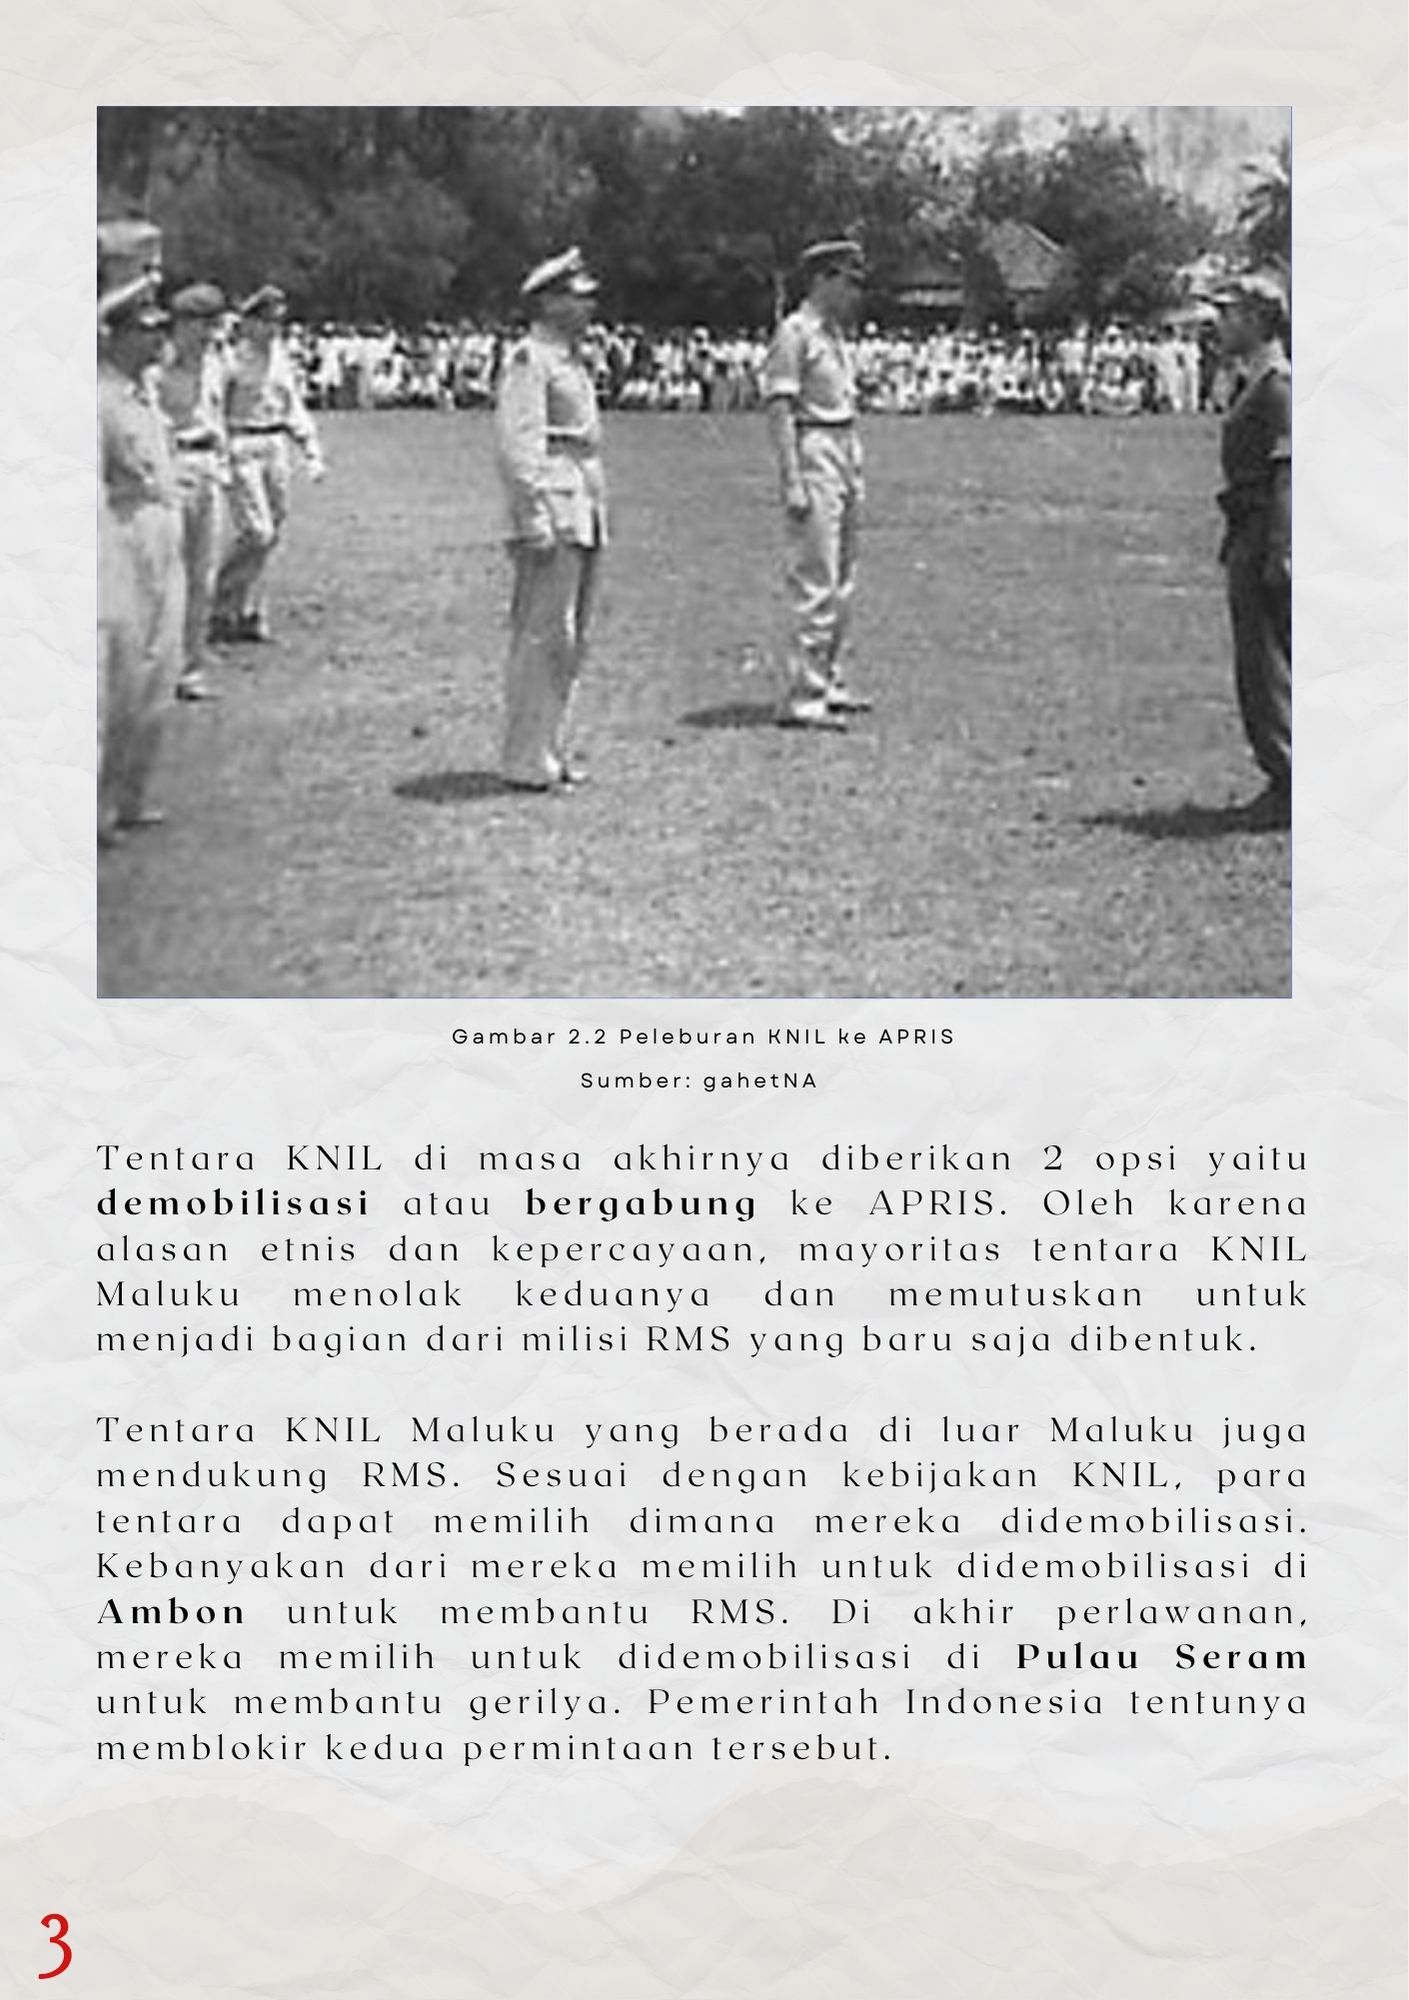 Gambar 2.2 Peleburan KNIL ke APRIS
Sumber: gahetNA
Tentara KNIL di masa akhirnya diberikan 2 opsi yaitu
demobilisasi atau bergabung ke APRIS. Oleh karena
alasan etnis dan kepercayaan, mayoritas tentara KNIL
Maluku menolak keduanya dan memutuskan untuk
menjadi bagian dari milisi RMS yang baru saja dibentuk.
Tentara KNIL Maluku yang berada di luar Maluku juga
mendukung RMS. Sesuai dengan kebijakan KNIL, para
tentara dapat memilih dimana mereka didemobilisasi.
Kebanyakan dari mereka memilih untuk didemobilisasi di
Ambon untuk membantu RMS. Di akhir perlawanan,
mereka memilih untuk didemobilisasi di Pulau Seram
untuk membantu gerilya. Pemerintah Indonesia tentunya
memblokir kedua permintaan tersebut.
3